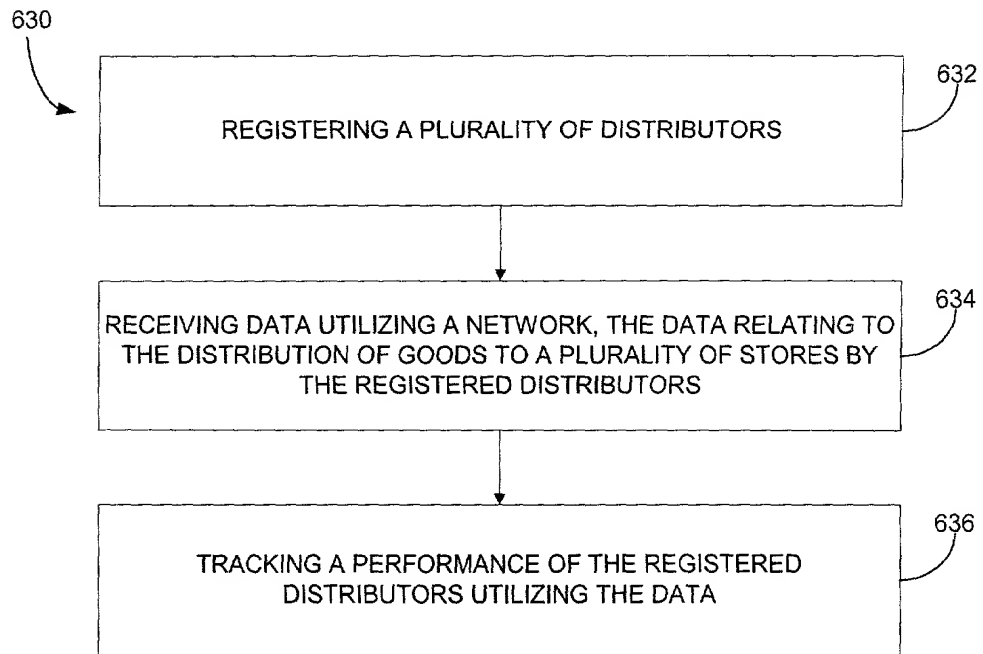 630
632
REGISTERING A PLURALITY OF DISTRIBUTORS
634
RECEIVING DATA UTILIZING A NETWORK, THE DATA RELATING TO
THE DISTRIBUTION OF GOODS TO A PLURALITY OF STORES BY
THE REGISTERED DISTRIBUTORS
636
TRACKING A PERFORMANCE OF THE REGISTERED
DISTRIBUTORS UTILIZING THE DATA